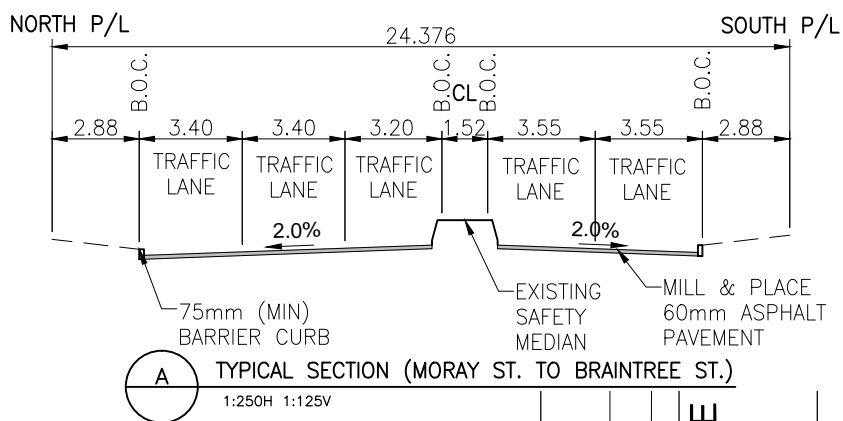 NORTH P/L
SOUTH P/L
24.376
B.O.C.
B.O.C.
CL
B.O.C.
B.O.C.
2.88
3.40
3.40
3.20
1.52
3.55
3.55
2.88
TRAFFIC
LANE
TRAFFIC
LANE
TRAFFIC
LANE
TRAFFIC
LANE
TRAFFIC
LANE
2.0%
2.0%
75mm (MIN)
BARRIER CURB
EXISTING
SAFETY
MEDIAN
MILL & PLACE
60mm ASPHALT
PAVEMENT
A
TYPICAL SECTION (MORAY ST. TO BRAINTREE ST.)
1:250H 1:125V